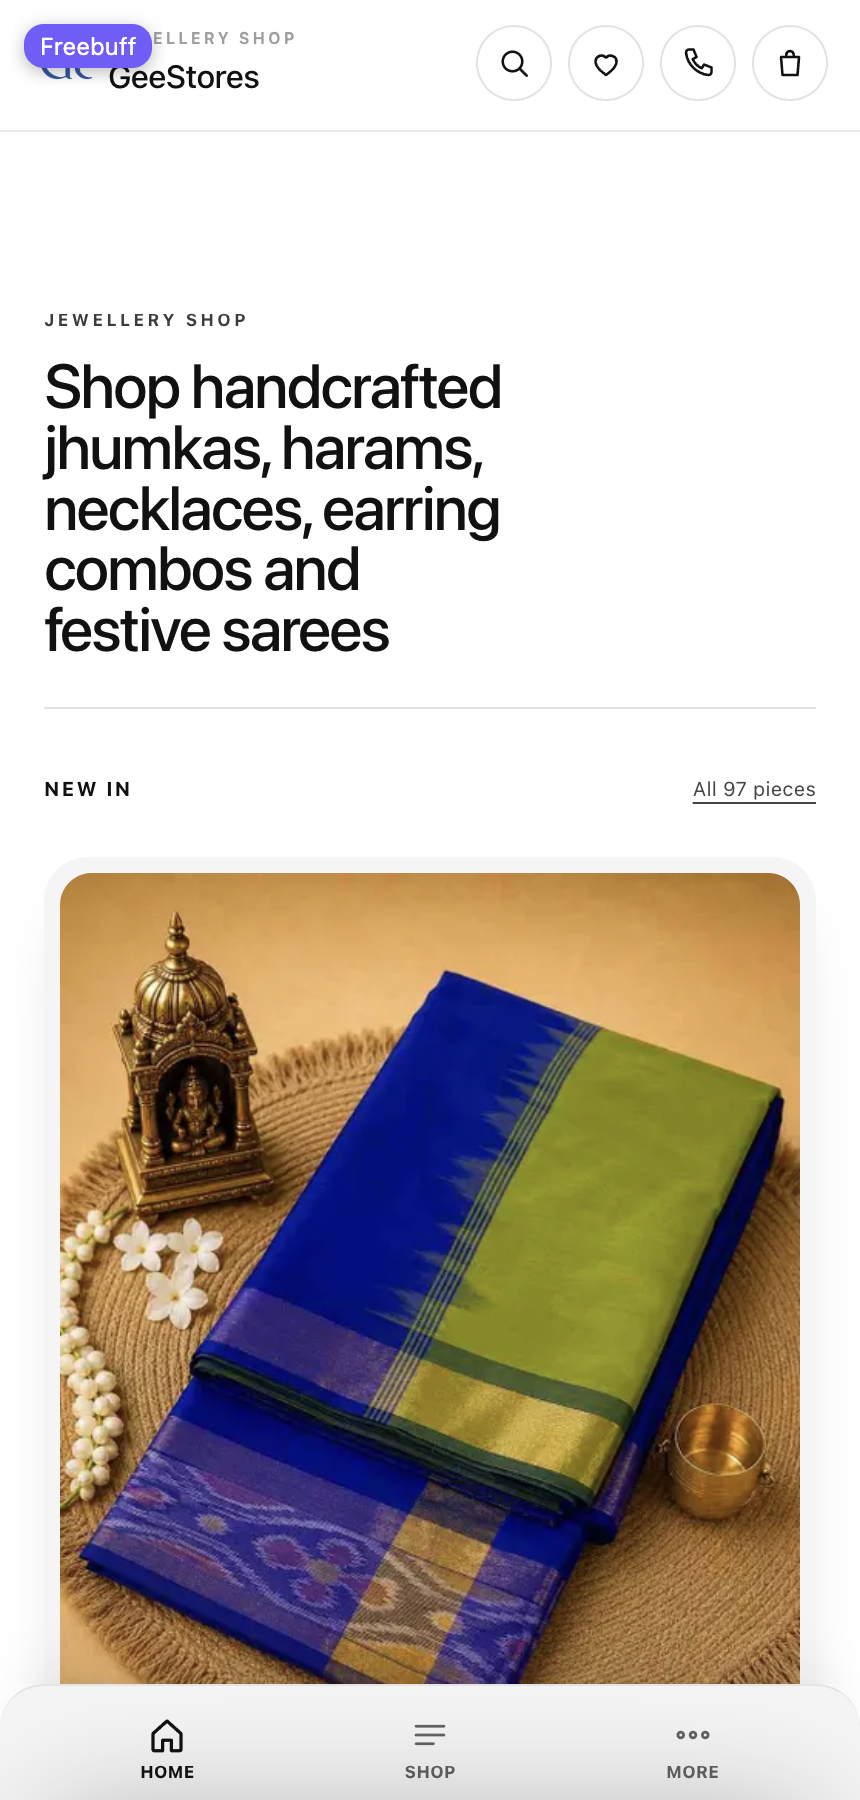 Freebuff
ELLERY SHOP
GeeStores
JEWELLERY SHOP
Shop handcrafted
jhumkas, harams,
necklaces, earring
combos and
festive sarees
NEW IN
All 97 pieces
HOME
SHOP
MORE